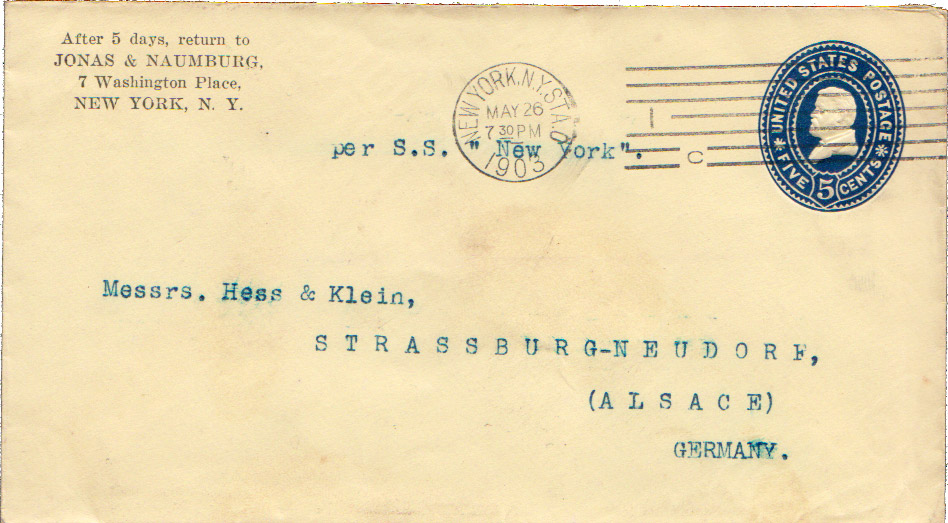 After 5 days, return to
JONAS & NAUMBURG,
7 Washington Place,
NEW YORK, N. Y.
NEW YORK, N.Y. STA. D
MAY 26
7 30 PM
1903
1
C
UNITED STATES POSTAGE
FIVE 5 CENTS
per S.S. "New York".
Messrs. Hess & Klein,
STRASSBURG-NEUDORF,
(ALSACE)
GERMANY.